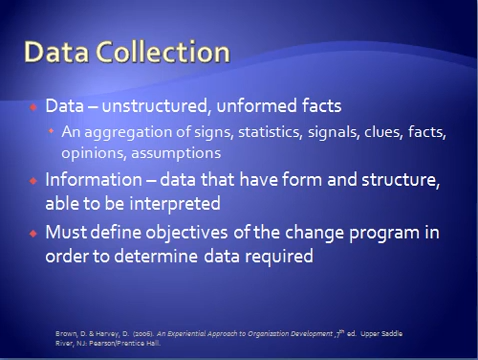 Data Collection
Data – unstructured, unformed facts
An aggregation of signs, statistics, signals, clues, facts,
opinions, assumptions
Information – data that have form and structure,
able to be interpreted
Must define objectives of the change program in
order to determine data required
Brown, D. & Harvey, D. (2006). An Experiential Approach to Organization Development ,7th ed. Upper Saddle
River, NJ: Pearson/Prentice Hall.